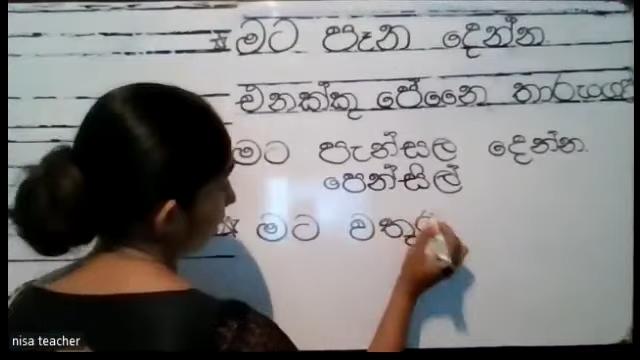 * මට පෑන දෙන්න
එනක්කු පේනෛ තාරුංග
මට පැන්සල දෙන්න.
පෙන්සිල්
* මට වතු
nisa teacher